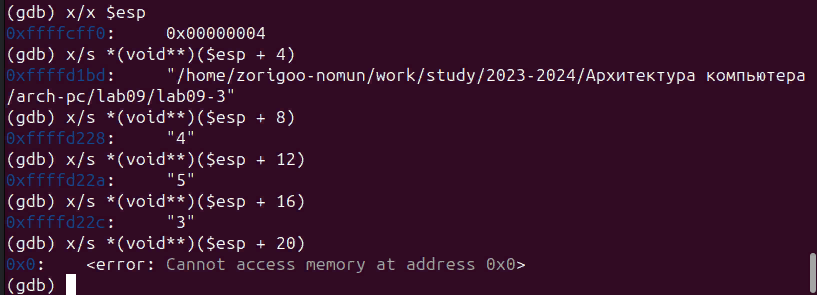 (gdb) x/x $esp
0xffffcff0:     0x00000004
(gdb) x/s *(void**)($esp + 4)
0xffffd1bd:     "/home/zorigoo-nomun/work/study/2023-2024/Архитектура компьютера
/arch-pc/lab09/lab09-3"
(gdb) x/s *(void**)($esp + 8)
0xffffd228:     "4"
(gdb) x/s *(void**)($esp + 12)
0xffffd22a:     "5"
(gdb) x/s *(void**)($esp + 16)
0xffffd22c:     "3"
(gdb) x/s *(void**)($esp + 20)
0x0:    <error: Cannot access memory at address 0x0>
(gdb)